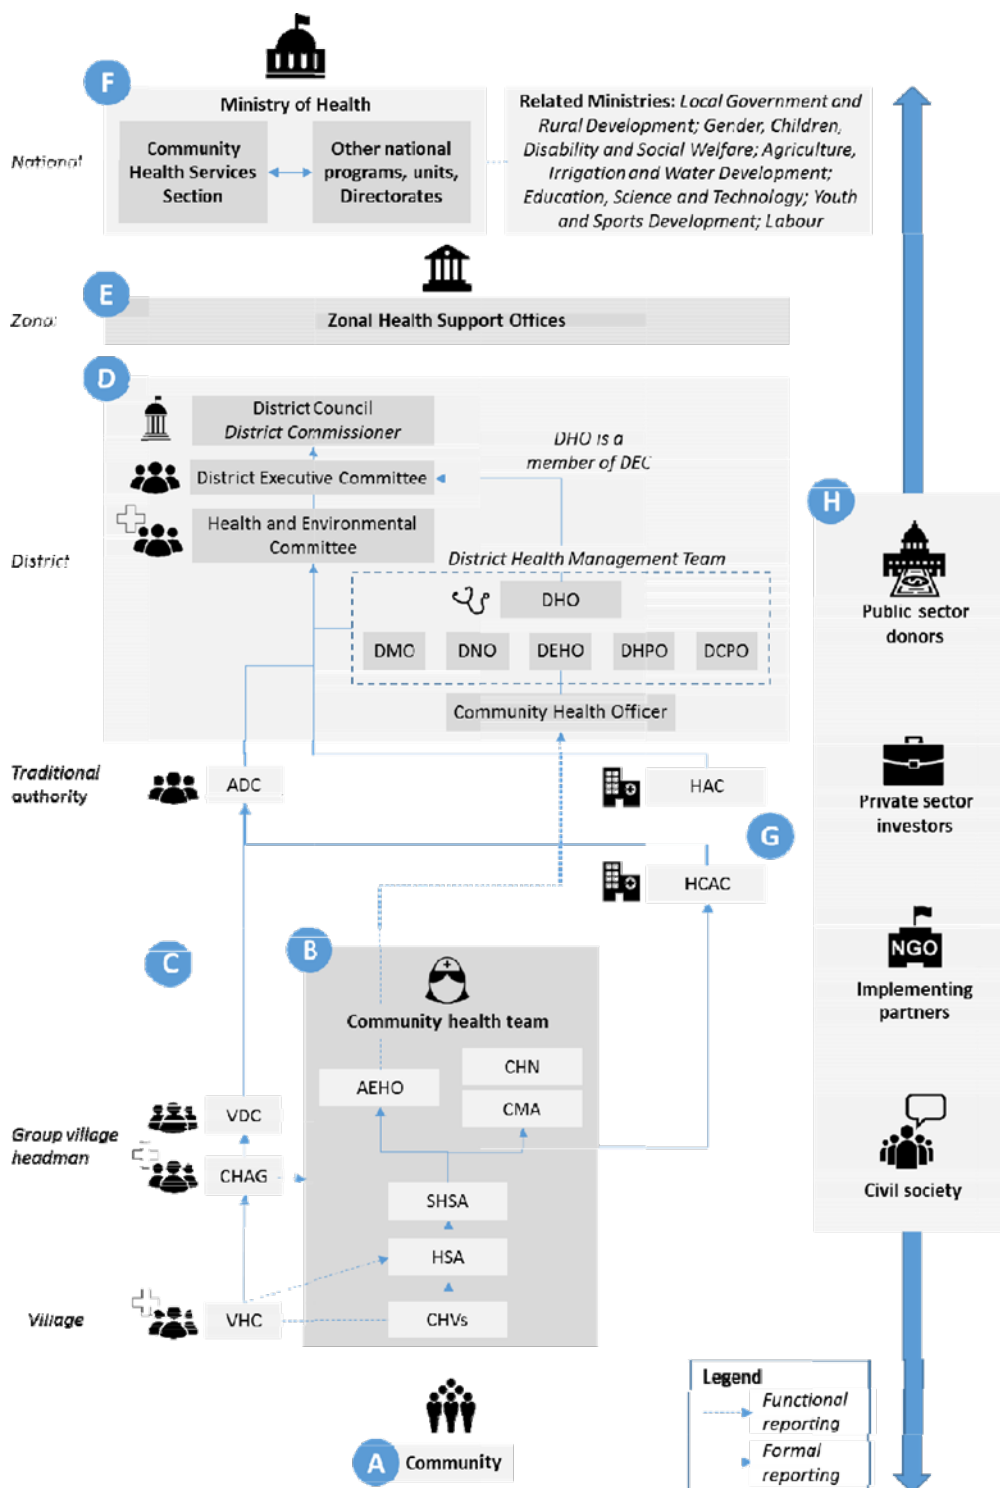 F
Ministry of Health
Community
Health Services
Section
Other national
programs, units,
Directorates
Related Ministries: Local Government and
Rural Development; Gender, Children,
Disability and Social Welfare; Agriculture,
Irrigation and Water Development;
Education, Science and Technology; Youth
and Sports Development; Labour
National
E
Zonal
Zonal Health Support Offices
D
District Council
District Commissioner
District Executive Committee
Health and Environmental
Committee
DHO is a
member of DEC
District
District Health Management Team
DHO
DMO
DNO
DEHO
DHPO
DCPO
Community Health Officer
Traditional
authority
ADC
HAC
G
HCAC
C
B
Community health team
CHN
AEHO
CMA
VDC
Group village
headman
CHAG
SHSA
HSA
Village
VHC
CHVs
A
Community
H
Public sector
donors
Private sector
investors
NGO
Implementing
partners
Civil society
Legend
Functional
reporting
Formal
reporting